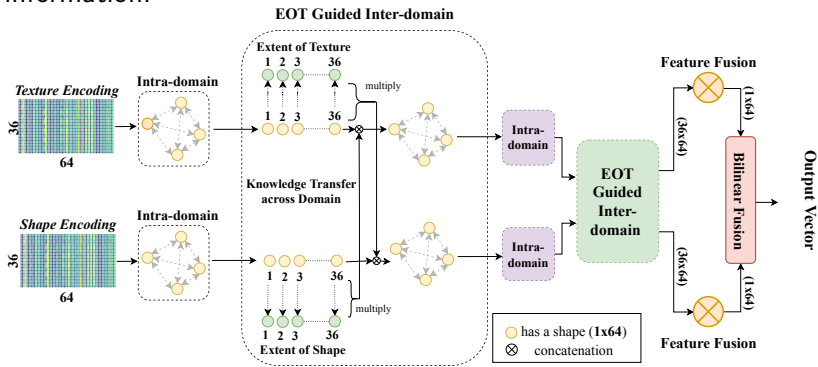 information.
EOT Guided Inter-domain
Extent of Texture
1 2 3 36
multiply
1 2 3 36
Texture Encoding
36
64
Intra-domain
Knowledge Transfer
across Domain
Shape Encoding
36
64
Intra-domain
1 2 3 36
multiply
1 2 3 36
Extent of Shape
Intra-
domain
Intra-
domain
EOT
Guided
Inter-
domain
Feature Fusion
(36x64)
(1x64)
Bilinear Fusion
Output Vector
(36x64)
(1x64)
Feature Fusion
has a shape (1x64)
concatenation